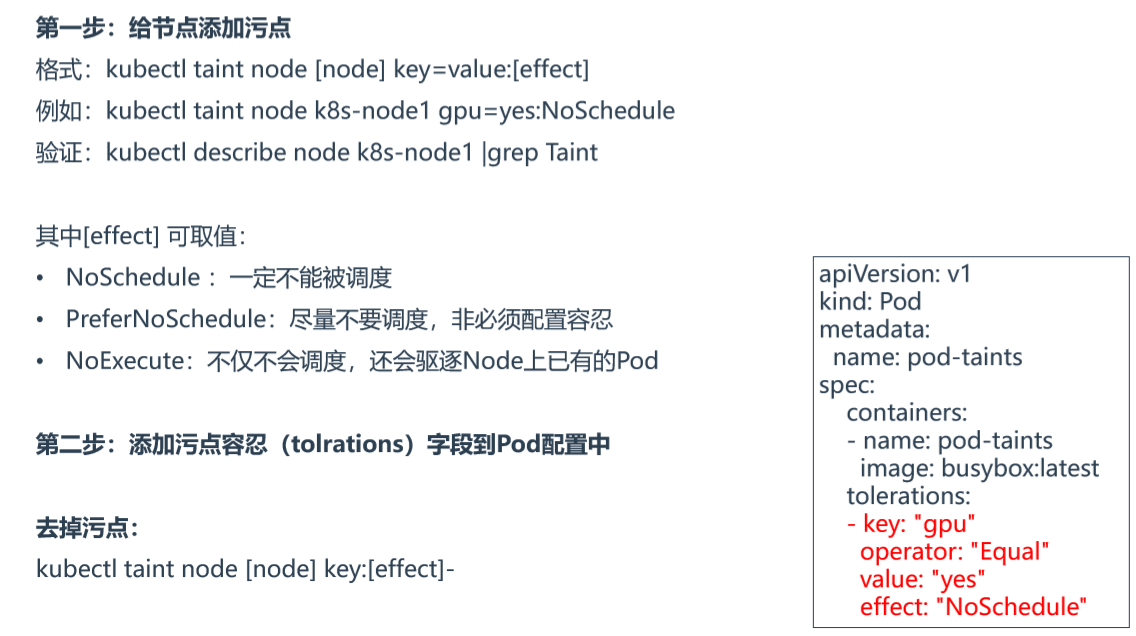 第一步：给节点添加污点
格式：kubectl taint node [node] key=value:[effect]
例如：kubectl taint node k8s-node1 gpu=yes:NoSchedule
验证：kubectl describe node k8s-node1 |grep Taint
其中[effect] 可取值：
• NoSchedule ：一定不能被调度
• PreferNoSchedule：尽量不要调度，非必须配置容忍
• NoExecute：不仅不会调度，还会驱逐Node上已有的Pod
第二步：添加污点容忍（tolrations）字段到Pod配置中
去掉污点：
kubectl taint node [node] key:[effect]-
apiVersion: v1
kind: Pod
metadata:
  name: pod-taints
spec:
    containers:
    - name: pod-taints
      image: busybox:latest
    tolerations:
    - key: "gpu"
      operator: "Equal"
      value: "yes"
      effect: "NoSchedule"